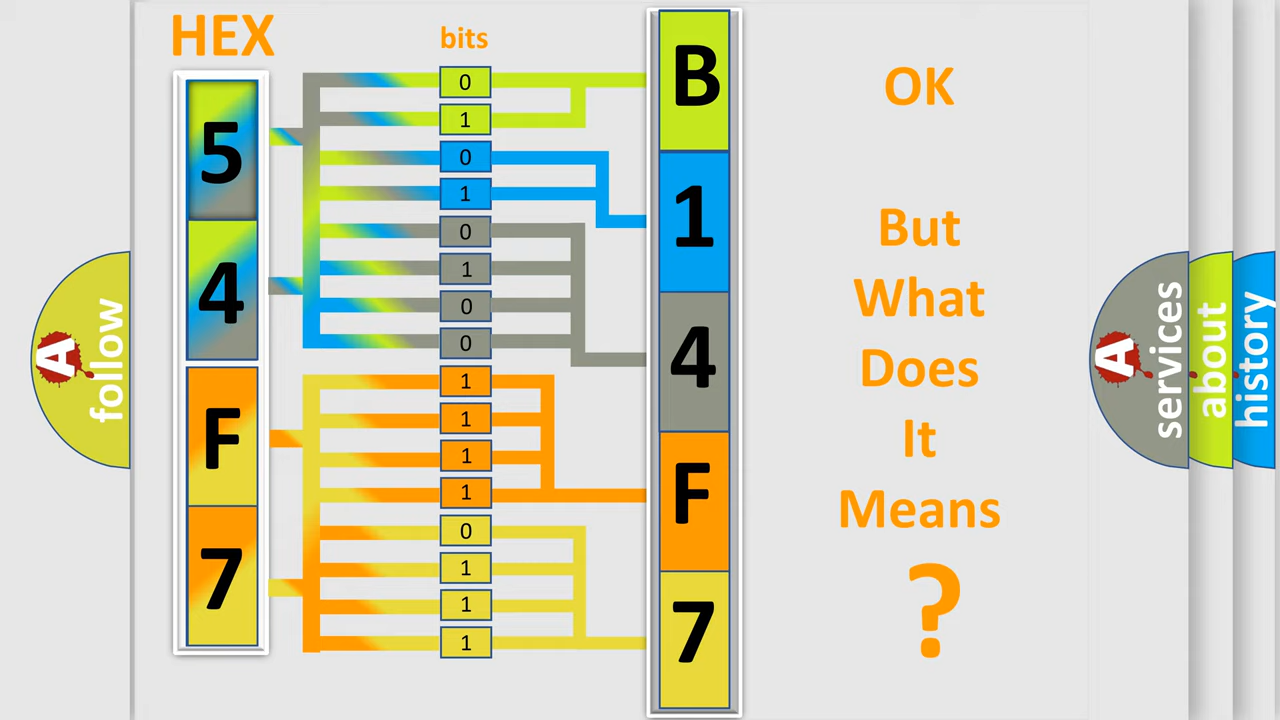 HEX
bits
5
4
F
7
0
1
0
1
0
1
0
0
1
1
1
1
0
1
1
1
B
1
4
F
7
OK
But
What
Does
It
Means
?
A
follow
A
services
about
history